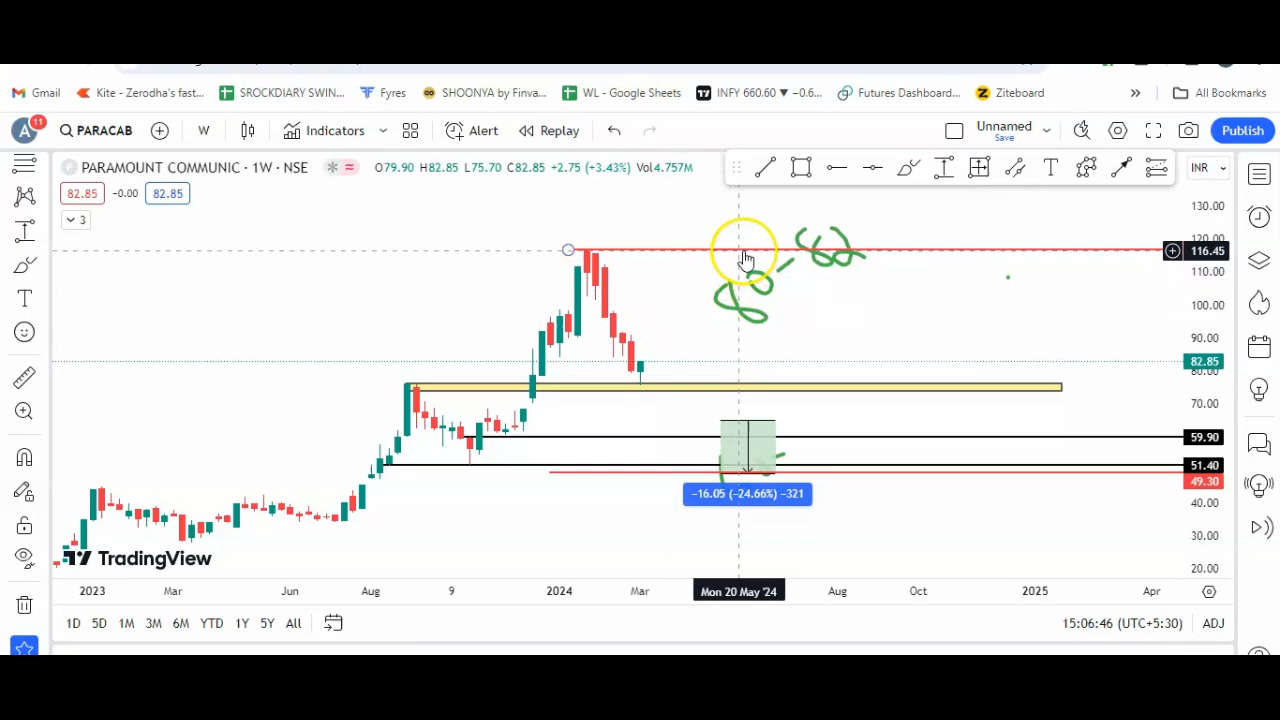 Gmail Kite - Zerodha's fast... SROCKDIARY SWIN... Fyres SHOONYA by Finva... WL - Google Sheets INFY 660.60 ▼ −0.6... Futures Dashboard... Ziteboard » All Bookmarks
A 11 PARACAB W Indicators Alert Replay Unnamed Save Publish
PARAMOUNT COMMUNIC · 1W · NSE O79.90 H82.85 L75.70 C82.85 +2.75 (+3.43%) Vol4.757M INR
82.85 -0.00 82.85
3
130.00
120.00
116.45
110.00
100.00
90.00
82.85
80.00
70.00
59.90
51.40
49.30
40.00
30.00
20.00
80 - 82
−16.05 (−24.66%) −321
TradingView
2023 Mar Jun Aug 9 2024 Mar Mon 20 May '24 Aug Oct 2025 Apr
1D 5D 1M 3M 6M YTD 1Y 5Y All 15:06:46 (UTC+5:30) ADJ